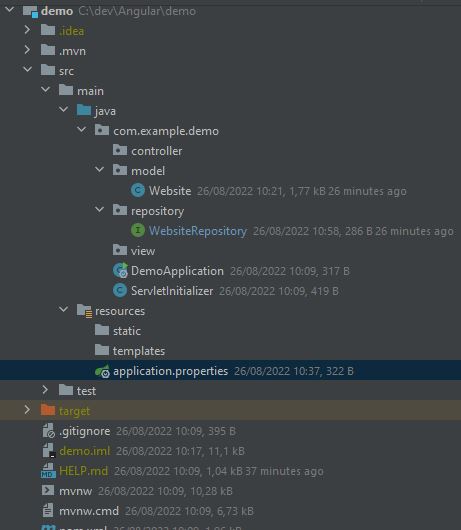 demo C:\dev\Angular\demo
.idea
.mvn
src
main
java
com.example.demo
controller
model
Website 26/08/2022 10:21, 1,77 kB 26 minutes ago
repository
WebsiteRepository 26/08/2022 10:58, 286 B 26 minutes ago
view
DemoApplication 26/08/2022 10:09, 317 B
ServletInitializer 26/08/2022 10:09, 419 B
resources
static
templates
application.properties 26/08/2022 10:37, 322 B
test
target
.gitignore 26/08/2022 10:09, 395 B
demo.iml 26/08/2022 10:17, 11,1 kB
HELP.md 26/08/2022 10:09, 1,04 kB 37 minutes ago
mvnw 26/08/2022 10:09, 10,28 kB
mvnw.cmd 26/08/2022 10:09, 6,73 kB